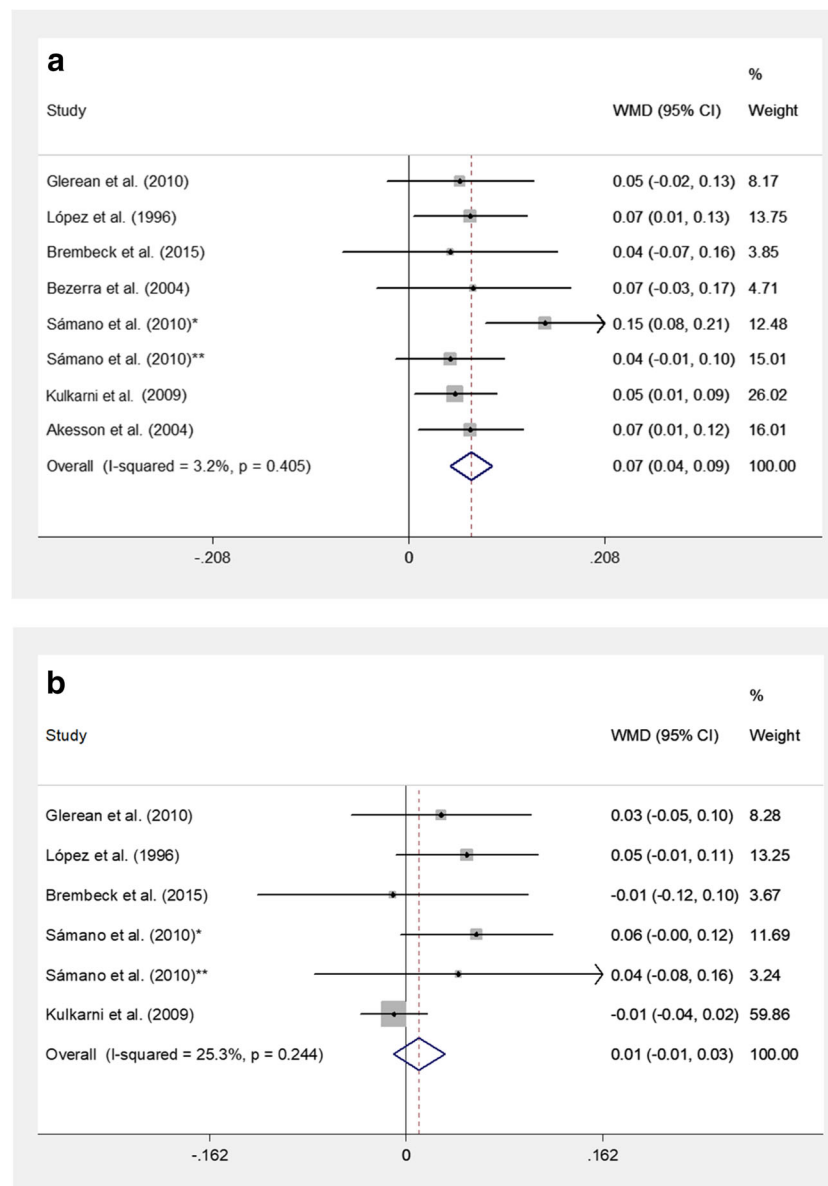 a
%
Study WMD (95% CI) Weight
Glerean et al. (2010) 0.05 (-0.02, 0.13) 8.17
López et al. (1996) 0.07 (0.01, 0.13) 13.75
Brembeck et al. (2015) 0.04 (-0.07, 0.16) 3.85
Bezerra et al. (2004) 0.07 (-0.03, 0.17) 4.71
Sámano et al. (2010)* 0.15 (0.08, 0.21) 12.48
Sámano et al. (2010)** 0.04 (-0.01, 0.10) 15.01
Kulkarni et al. (2009) 0.05 (0.01, 0.09) 26.02
Akesson et al. (2004) 0.07 (0.01, 0.12) 16.01
Overall (I-squared = 3.2%, p = 0.405) 0.07 (0.04, 0.09) 100.00
-.208 0 .208
b
%
Study WMD (95% CI) Weight
Glerean et al. (2010) 0.03 (-0.05, 0.10) 8.28
López et al. (1996) 0.05 (-0.01, 0.11) 13.25
Brembeck et al. (2015) -0.01 (-0.12, 0.10) 3.67
Sámano et al. (2010)* 0.06 (-0.00, 0.12) 11.69
Sámano et al. (2010)** 0.04 (-0.08, 0.16) 3.24
Kulkarni et al. (2009) -0.01 (-0.04, 0.02) 59.86
Overall (I-squared = 25.3%, p = 0.244) 0.01 (-0.01, 0.03) 100.00
-.162 0 .162